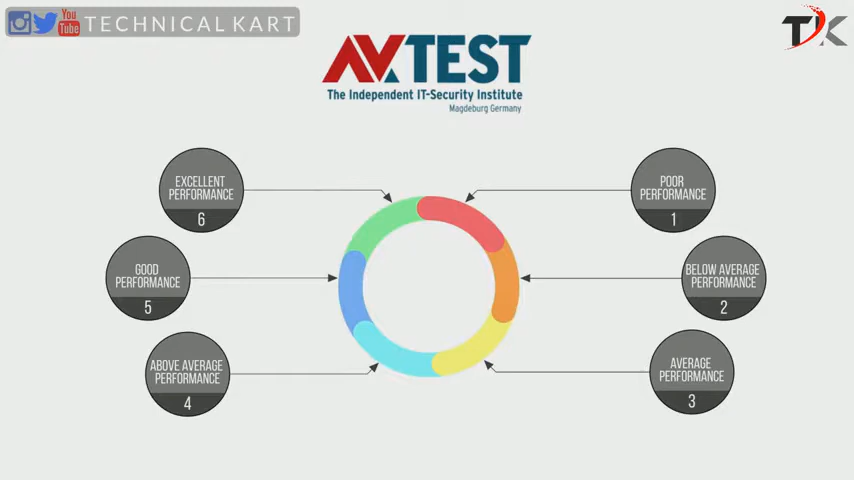 You
Tube
TECHNICAL KART
TK
AV.TEST
The Independent IT-Security Institute
Magdeburg Germany
EXCELLENT
PERFORMANCE
6
POOR
PERFORMANCE
1
GOOD
PERFORMANCE
5
BELOW AVERAGE
PERFORMANCE
2
ABOVE AVERAGE
PERFORMANCE
4
AVERAGE
PERFORMANCE
3